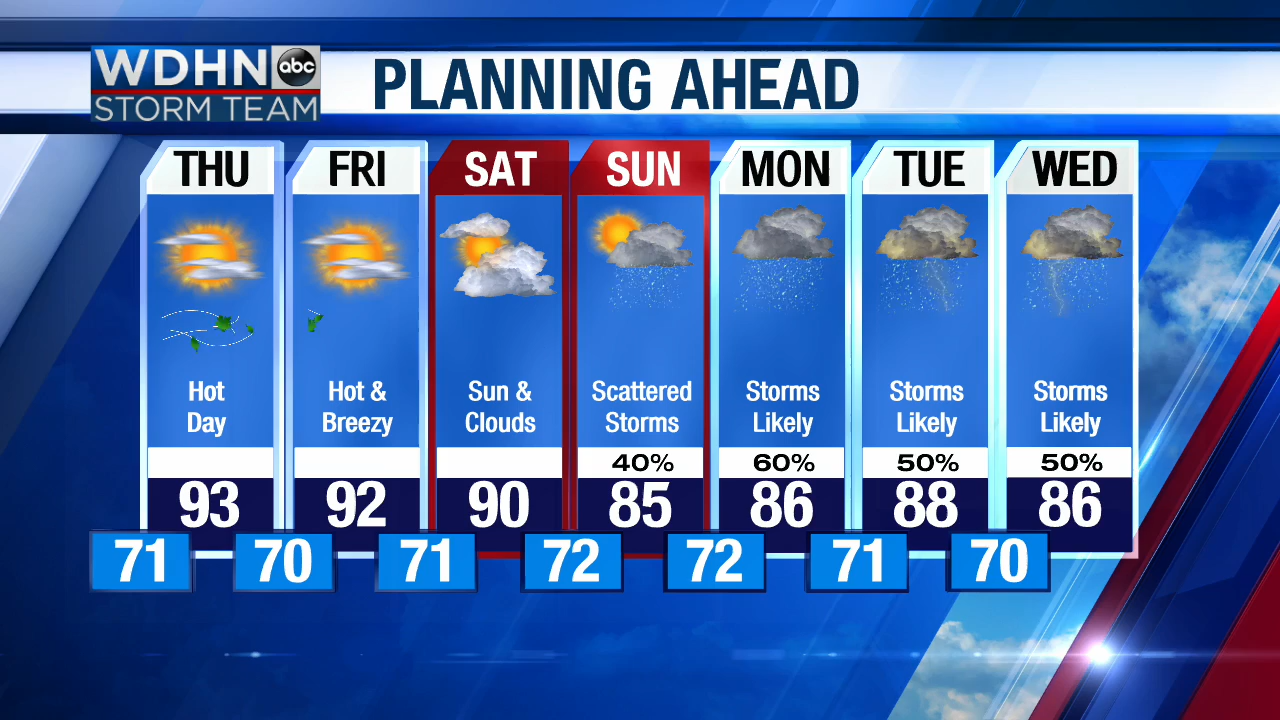 WDHN abc
STORM TEAM
PLANNING AHEAD
THU FRI SAT SUN MON TUE WED
Hot Hot & Sun & Scattered Storms Storms Storms
Day Breezy Clouds Storms Likely Likely Likely
40% 60% 50% 50%
93 92 90 85 86 88 86
71 70 71 72 72 71 70